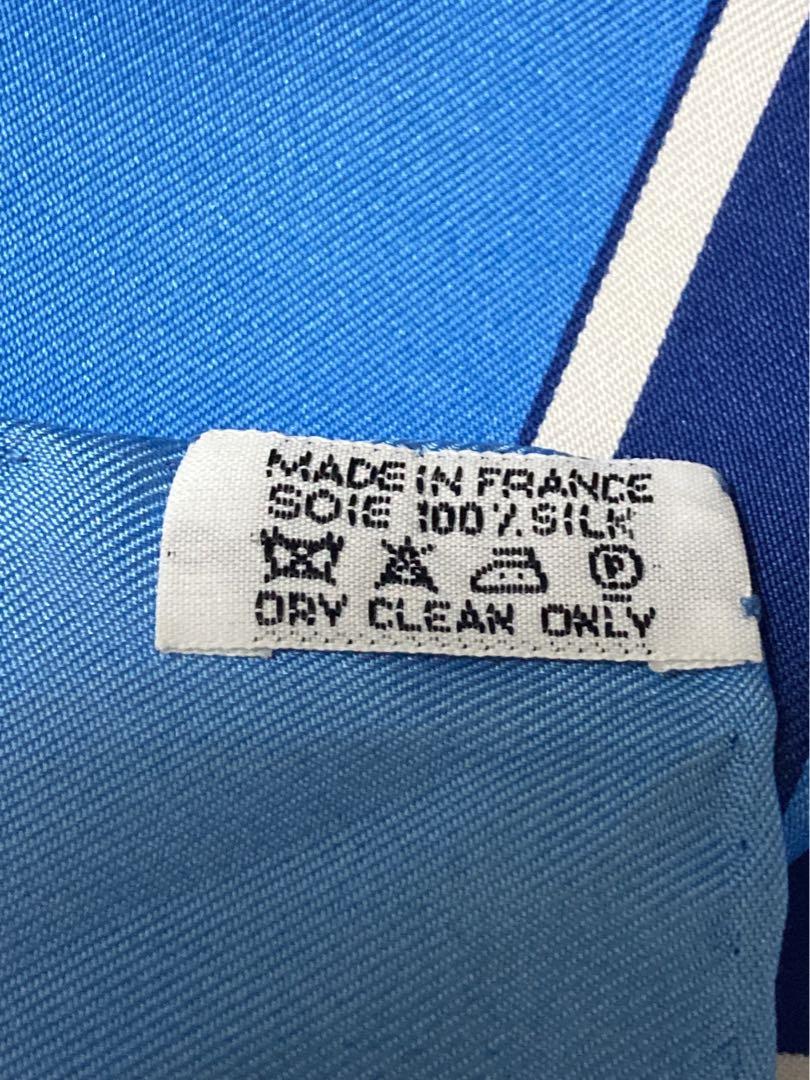 MADE IN FRANCE
SOIE 100% SILK
P
DRY CLEAN ONLY